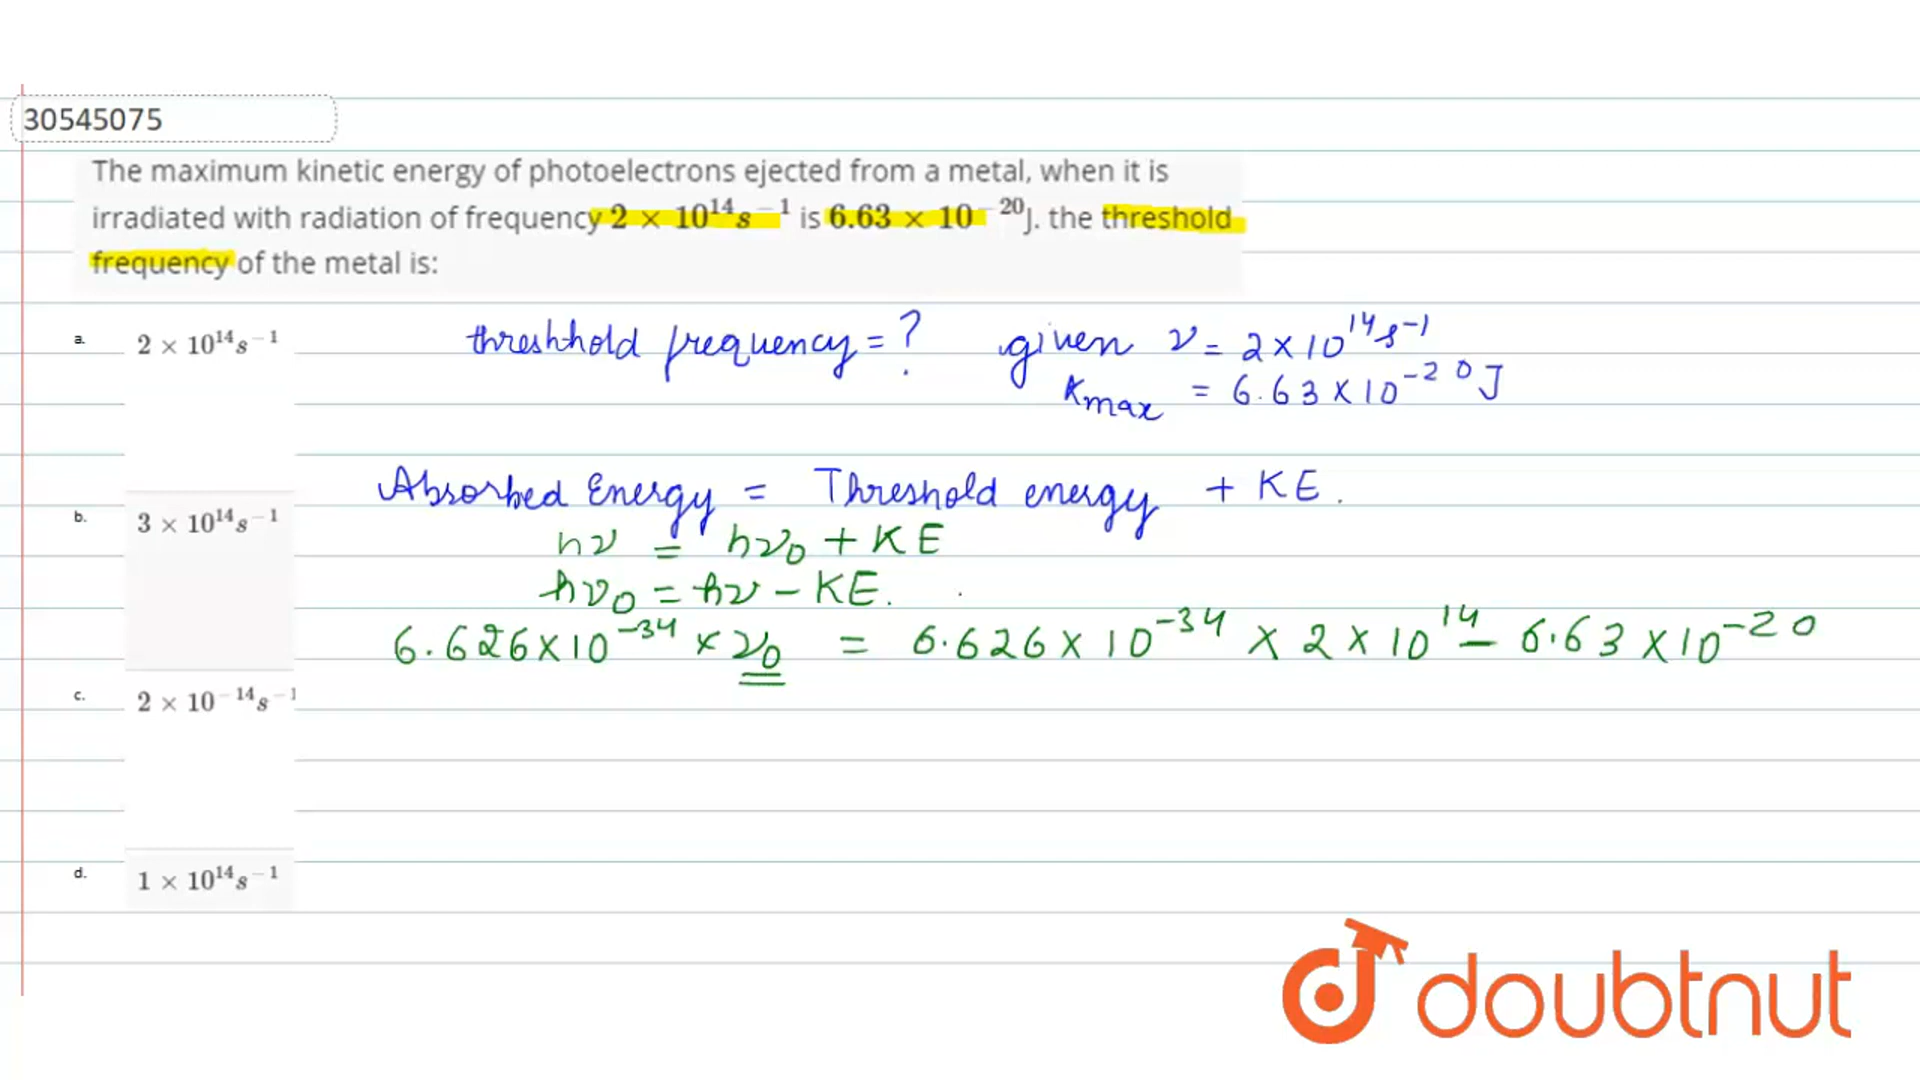 30545075
The maximum kinetic energy of photoelectrons ejected from a metal, when it is
irradiated with radiation of frequency 2 × 10¹⁴s⁻¹ is 6.63 × 10⁻²⁰J. the threshold
frequency of the metal is:
a. 2 × 10¹⁴s⁻¹
threshhold frequency = ? given ν = 2×10¹⁴s⁻¹
Kmax = 6.63×10⁻²⁰J
Absorbed Energy = Threshold energy + KE.
b. 3 × 10¹⁴s⁻¹
hν = hν₀ + KE
hν₀ = hν − KE.
6.626×10⁻³⁴ × ν₀ = 6.626×10⁻³⁴ × 2×10¹⁴ − 6.63×10⁻²⁰
c. 2 × 10⁻¹⁴s⁻¹
d. 1 × 10¹⁴s⁻¹
doubtnut